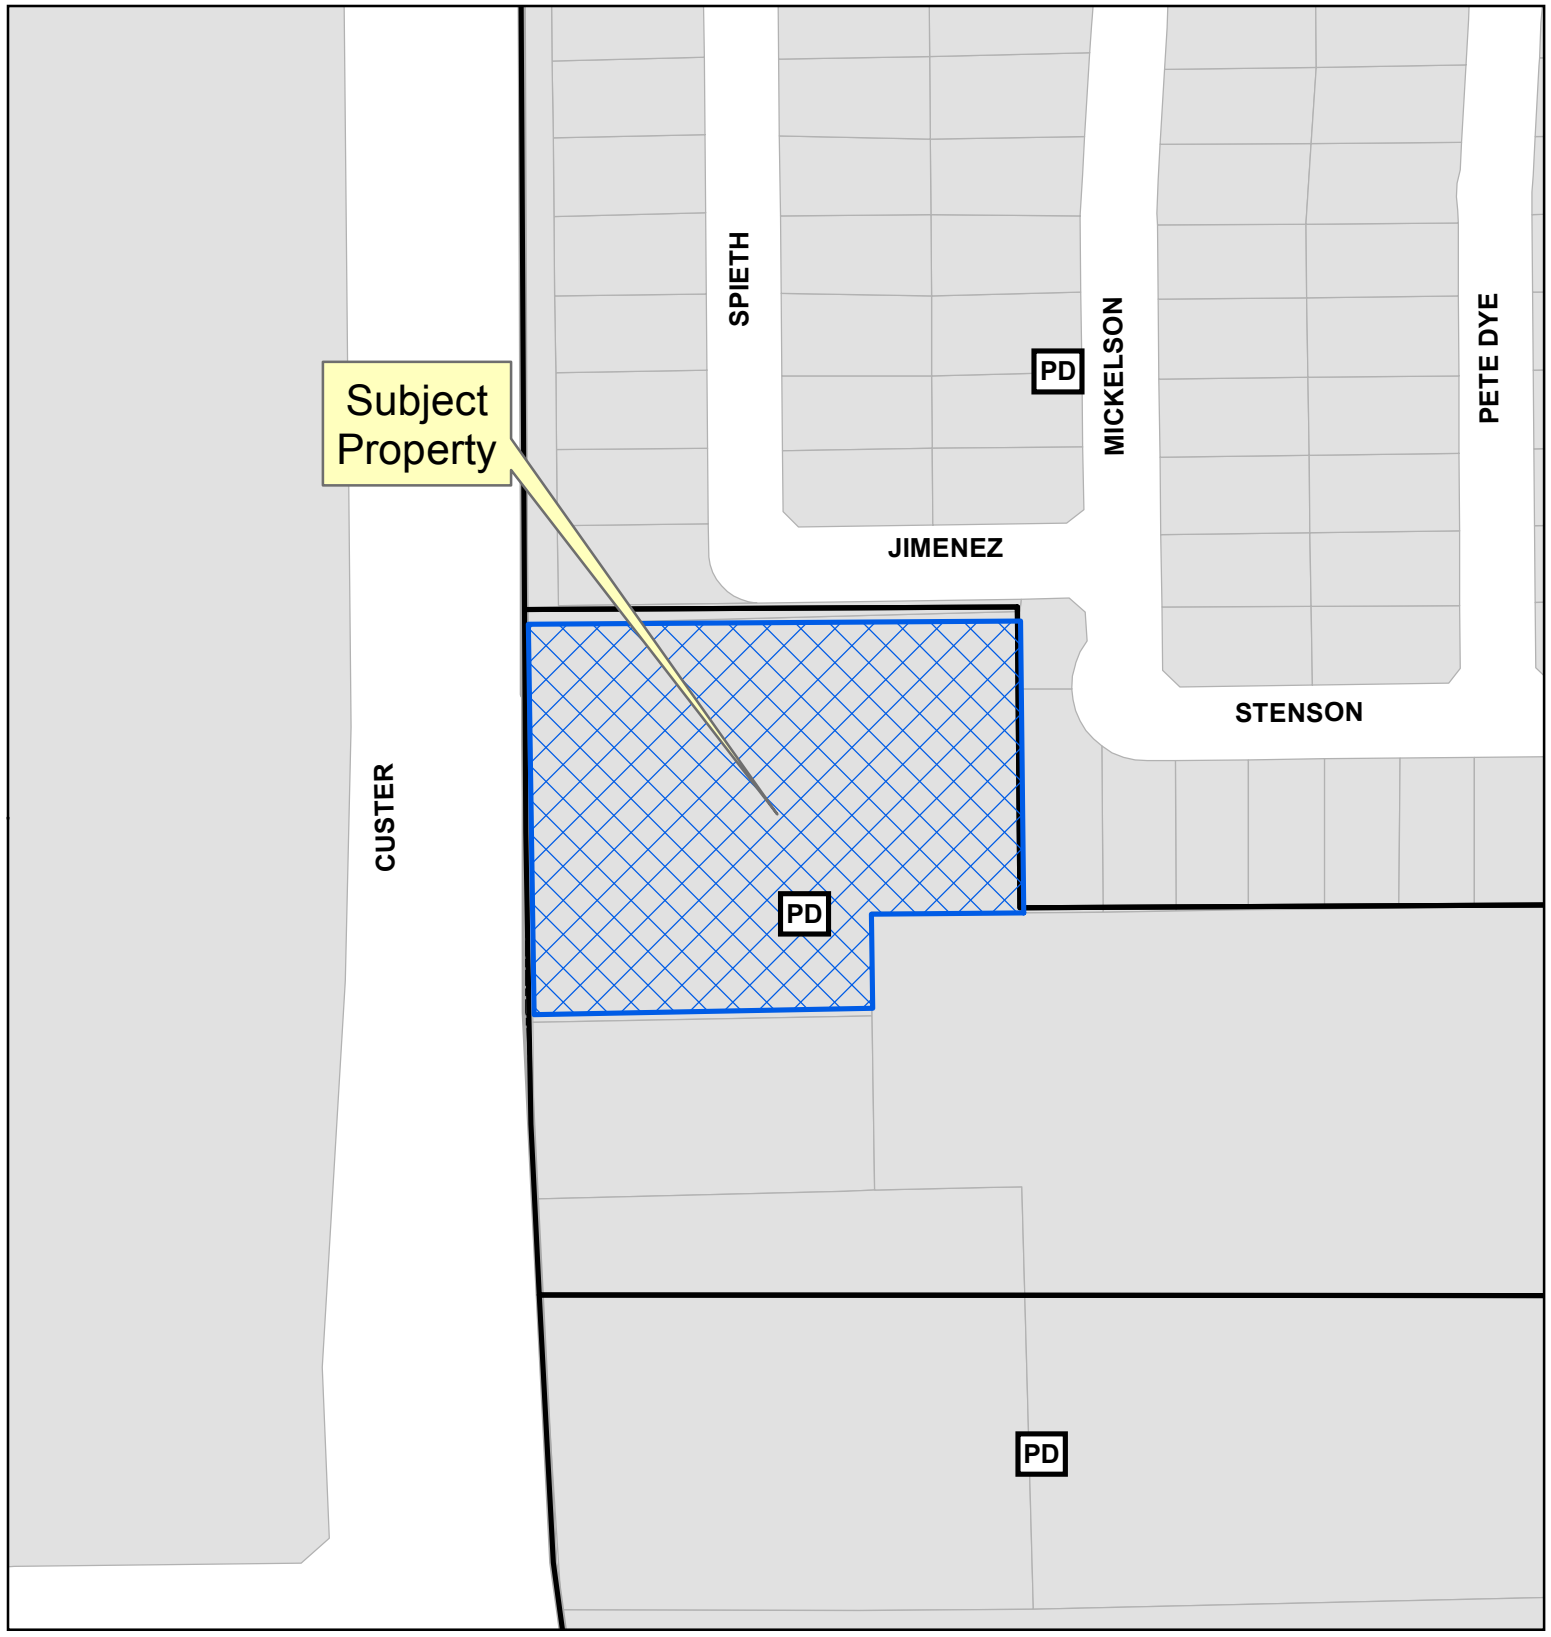 SPIETH
PETE DYE
MICKELSON
PD
Subject
Property
JIMENEZ
STENSON
CUSTER
PD
PD